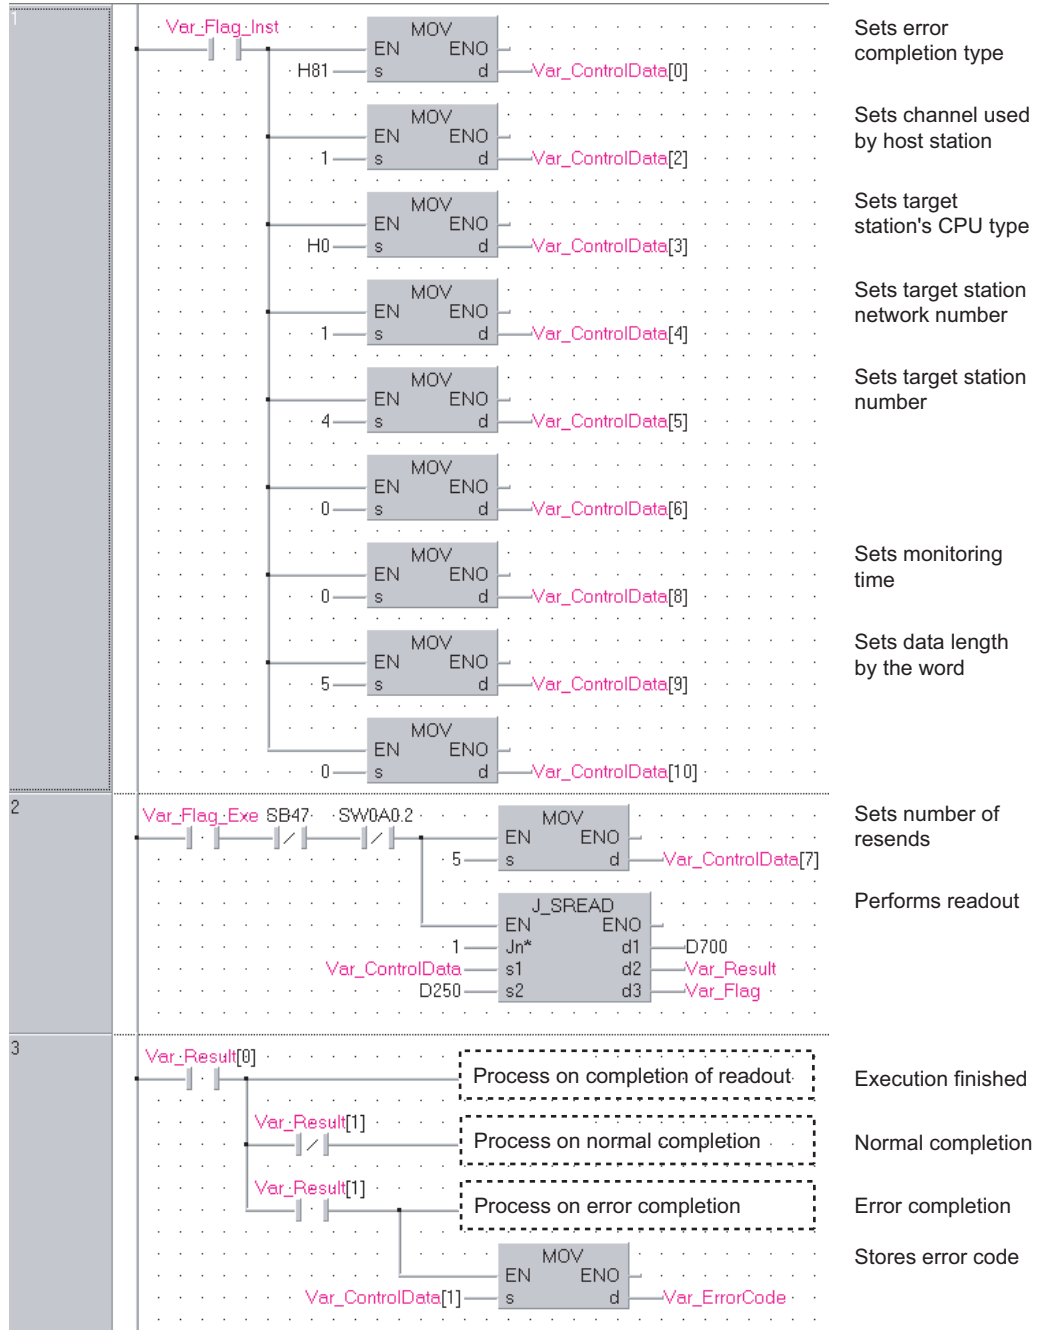 1
Var_Flag_Inst
MOV
EN ENO
H81 s d Var_ControlData[0]
Sets error
completion type
MOV
EN ENO
1 s d Var_ControlData[2]
Sets channel used
by host station
MOV
EN ENO
H0 s d Var_ControlData[3]
Sets target
station's CPU type
MOV
EN ENO
1 s d Var_ControlData[4]
Sets target station
network number
MOV
EN ENO
4 s d Var_ControlData[5]
Sets target station
number
MOV
EN ENO
0 s d Var_ControlData[6]
MOV
EN ENO
0 s d Var_ControlData[8]
Sets monitoring
time
MOV
EN ENO
5 s d Var_ControlData[9]
Sets data length
by the word
MOV
EN ENO
0 s d Var_ControlData[10]
2
Var_Flag_Exe SB47 SW0A0.2
MOV
EN ENO
5 s d Var_ControlData[7]
Sets number of
resends
J_SREAD
EN ENO
1 Jn* d1 D700
Var_ControlData s1 d2 Var_Result
D250 s2 d3 Var_Flag
Performs readout
3
Var_Result[0]
Process on completion of readout
Execution finished
Var_Result[1]
Process on normal completion
Normal completion
Var_Result[1]
Process on error completion
Error completion
MOV
EN ENO
Var_ControlData[1] s d Var_ErrorCode
Stores error code